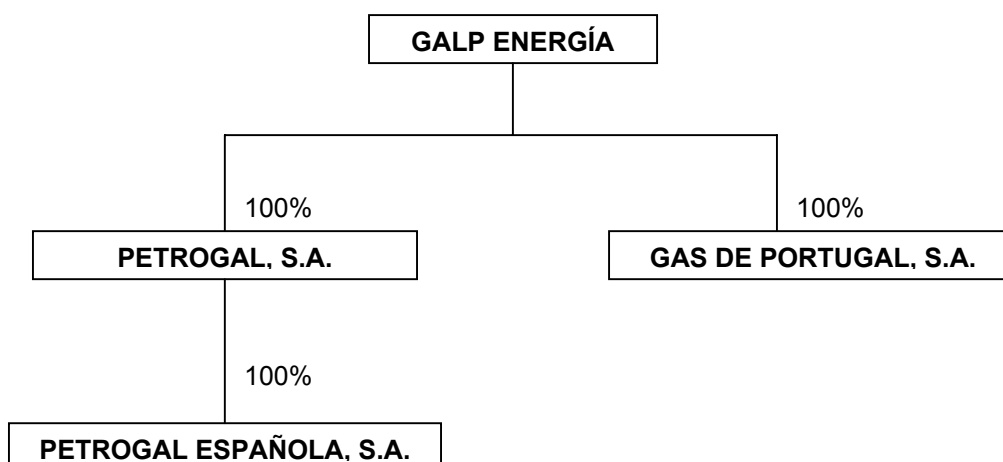 GALP ENERGÍA
100%
100%
PETROGAL, S.A.
GAS DE PORTUGAL, S.A.
100%
PETROGAL ESPAÑOLA, S.A.